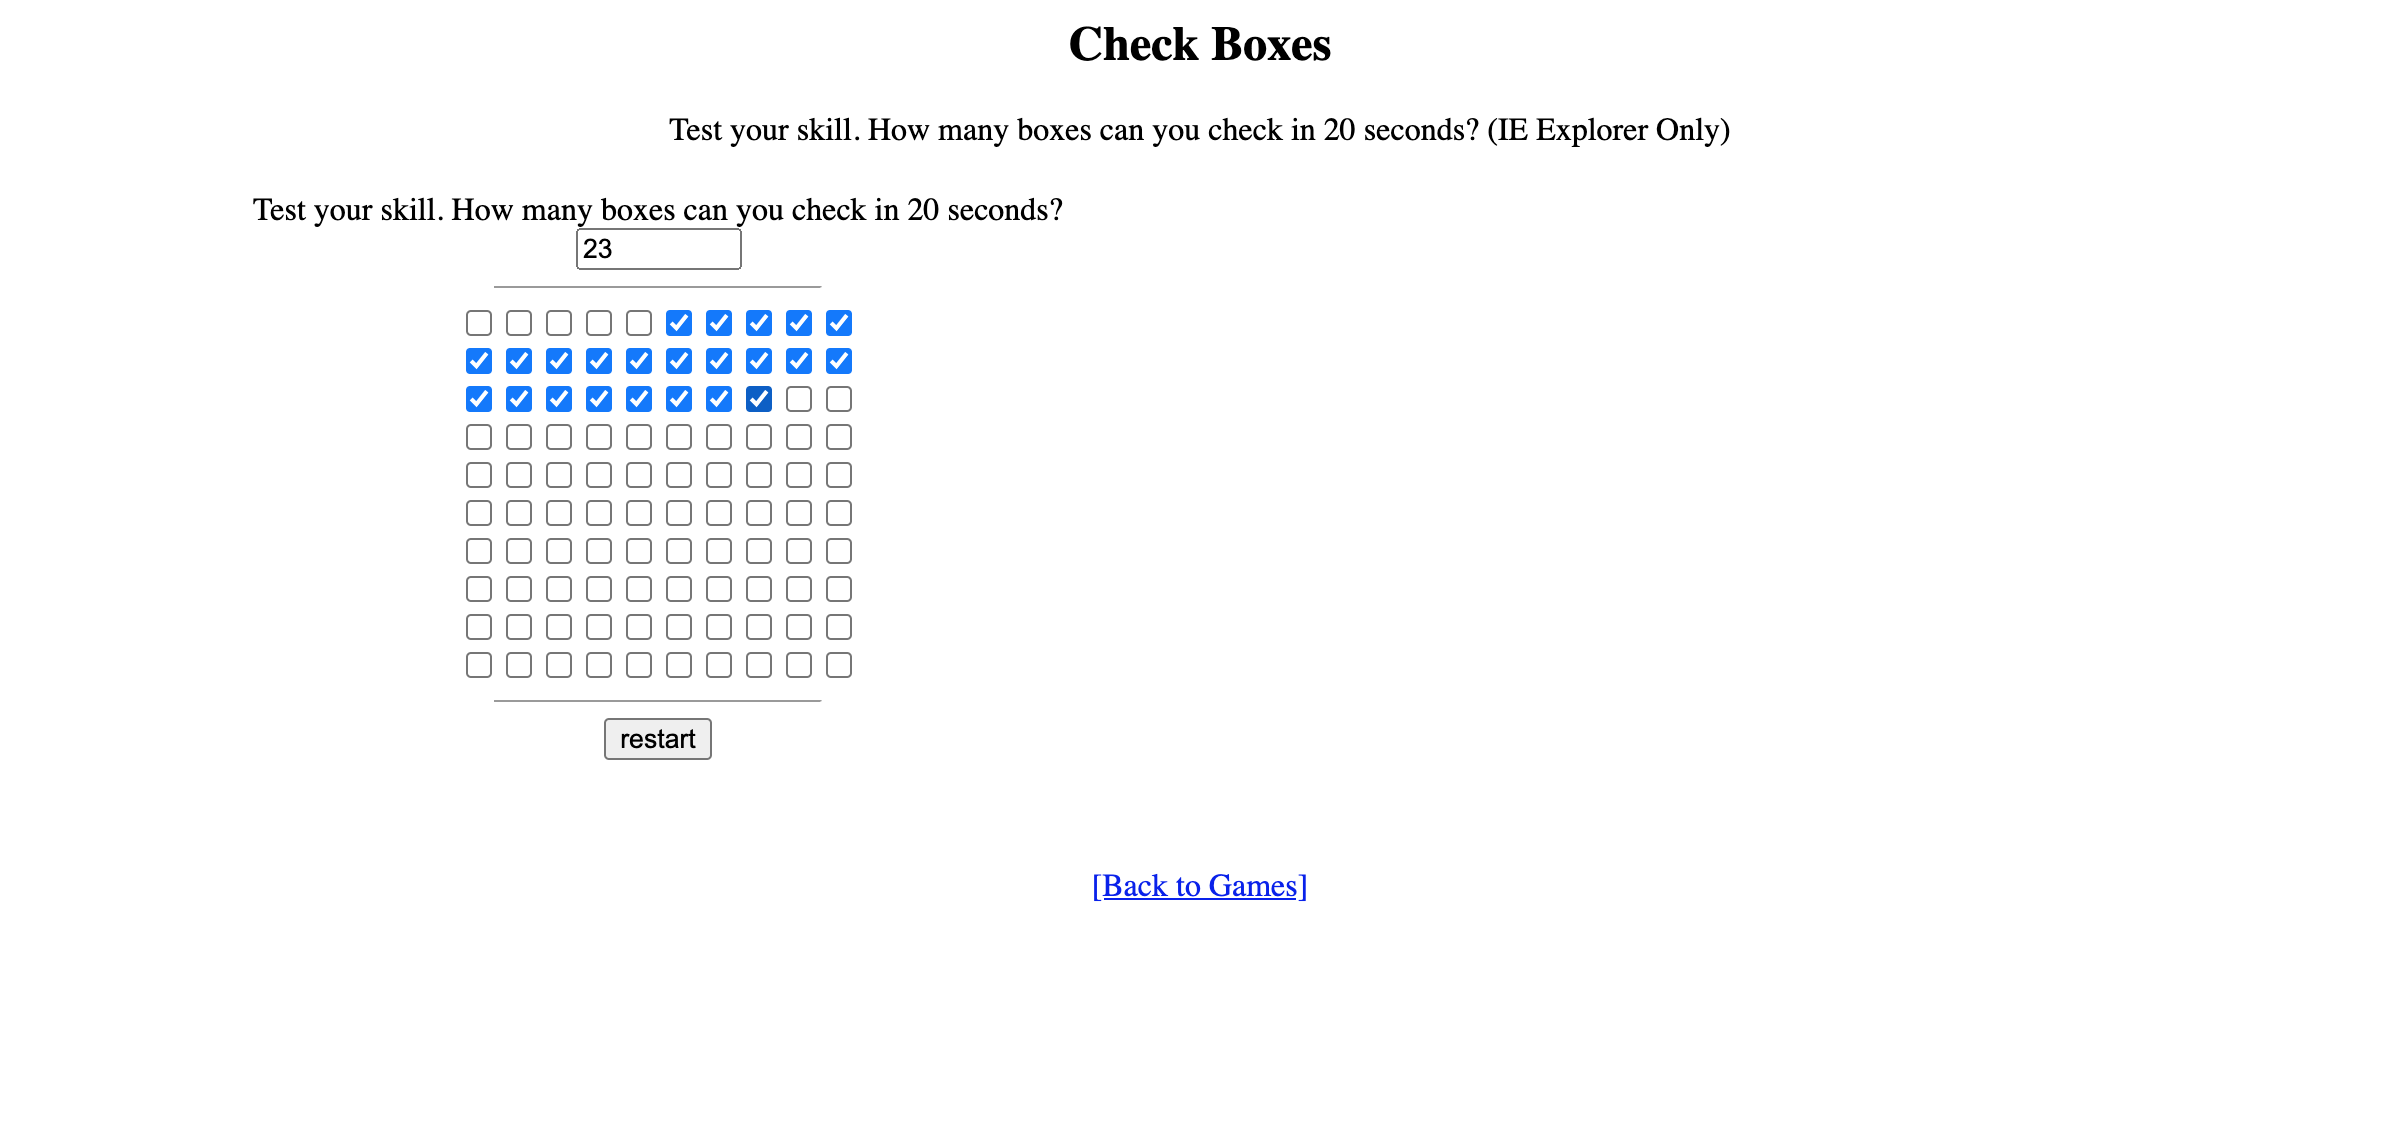 Check Boxes
Test your skill. How many boxes can you check in 20 seconds? (IE Explorer Only)
Test your skill. How many boxes can you check in 20 seconds?
23
restart
[Back to Games]